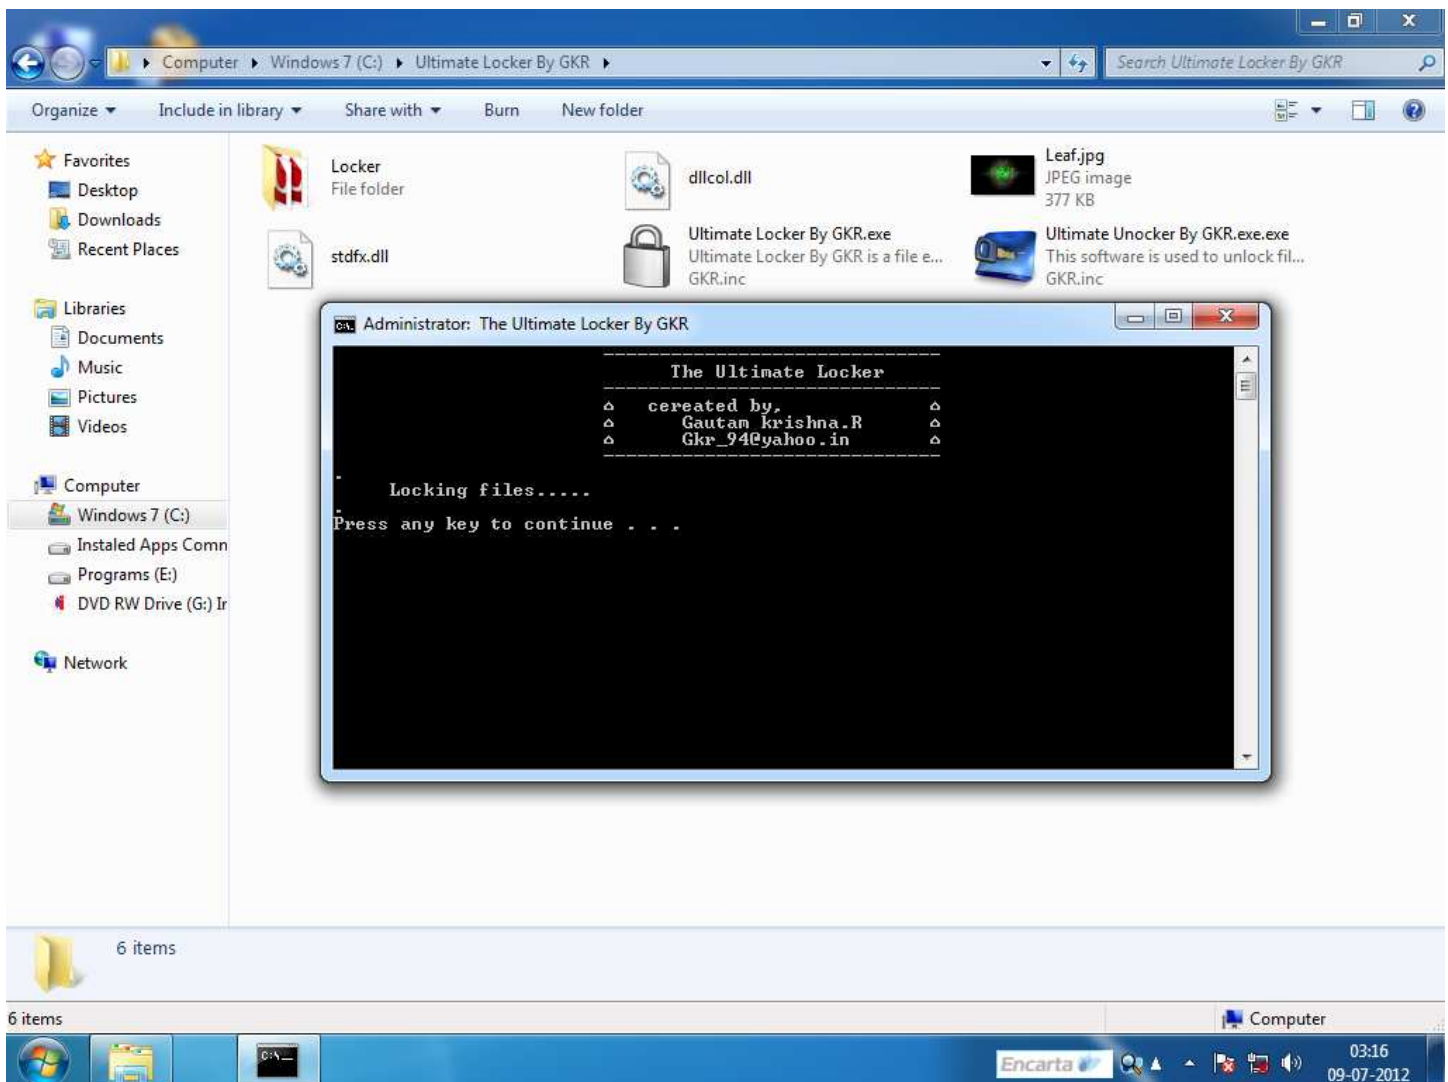 Computer Windows 7 (C:) Ultimate Locker By GKR
Search Ultimate Locker By GKR
Organize Include in library Share with Burn New folder
Favorites
Desktop
Downloads
Recent Places
Libraries
Documents
Music
Pictures
Videos
Computer
Windows 7 (C:)
Instaled Apps Comn
Programs (E:)
DVD RW Drive (G:) Ir
Network
Locker
File folder
dllcol.dll
Leaf.jpg
JPEG image
377 KB
stdfx.dll
Ultimate Locker By GKR.exe
Ultimate Locker By GKR is a file e...
GKR.inc
Ultimate Unocker By GKR.exe.exe
This software is used to unlock fil...
GKR.inc
Administrator: The Ultimate Locker By GKR
The Ultimate Locker
cereated by,
Gautam krishna.R
Gkr_94@yahoo.in
.
Locking files.....
.
Press any key to continue . . .
6 items
6 items
Computer
C:\_
Encarta
03:16
09-07-2012